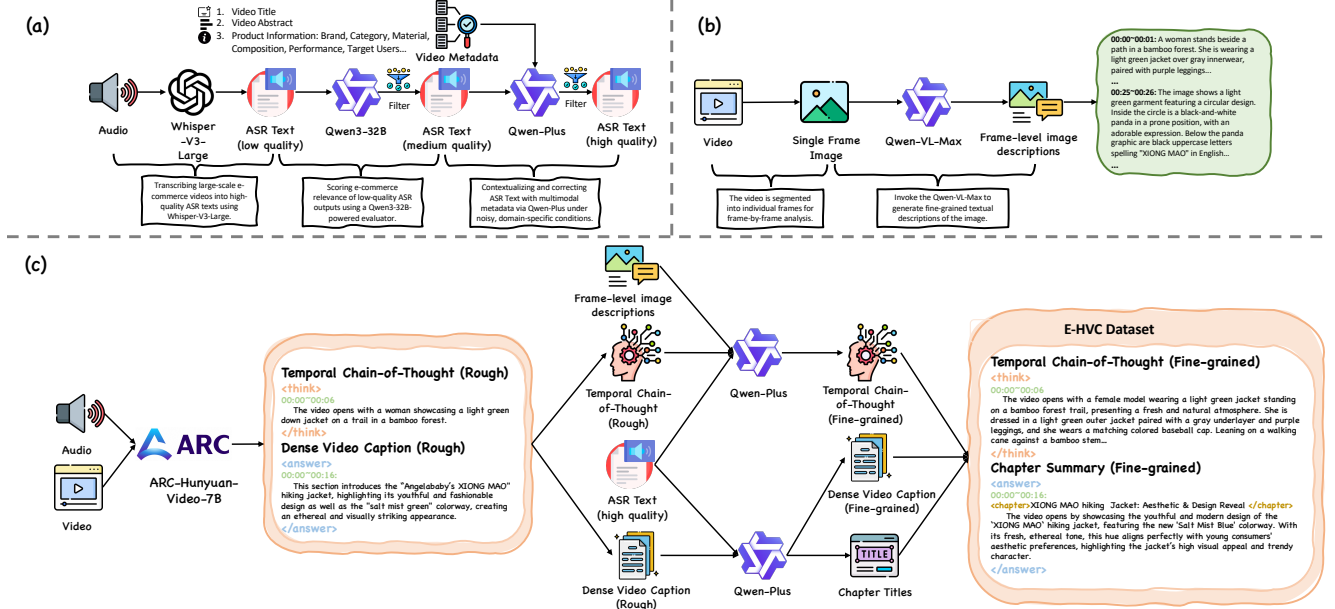 (a)
1. Video Title
2. Video Abstract
3. Product Information: Brand, Category, Material,
Composition, Performance, Target Users...
Video Metadata
Audio
Whisper
-V3-
Large
ASR Text
(low quality)
Qwen3-32B
Filter
ASR Text
(medium quality)
Qwen-Plus
Filter
ASR Text
(high quality)
Transcribing large-scale e-
commerce videos into high-
quality ASR texts using
Whisper-V3-Large.
Scoring e-commerce
relevance of low-quality ASR
outputs using a Qwen3-32B-
powered evaluator.
Contextualizing and correcting
ASR Text with multimodal
metadata via Qwen-Plus under
noisy, domain-specific conditions.
(b)
Video
Single Frame
Image
Qwen-VL-Max
Frame-level image
descriptions
The video is segmented
into individual frames for
frame-by-frame analysis.
Invoke the Qwen-VL-Max to
generate fine-grained textual
descriptions of the image.
00:00~00:01: A woman stands beside a
path in a bamboo forest. She is wearing a
light green jacket over gray innerwear,
paired with purple leggings...
...
00:25~00:26: The image shows a light
green garment featuring a circular design.
Inside the circle is a black-and-white
panda in a prone position, with an
adorable expression. Below the panda
graphic are black uppercase letters
spelling "XIONG MAO" in English...
...
(c)
Audio
Video
ARC
ARC-Hunyuan-
Video-7B
Temporal Chain-of-Thought (Rough)
<think>
00:00~00:06
The video opens with a woman showcasing a light green
down jacket on a trail in a bamboo forest.
</think>
Dense Video Caption (Rough)
<answer>
00:00~00:16:
This section introduces the "Angelababy's XIONG MAO"
hiking jacket, highlighting its youthful and fashionable
design as well as the "salt mist green" colorway, creating
an ethereal and visually striking appearance.
</answer>
Frame-level image
descriptions
Temporal Chain-
of-Thought
(Rough)
ASR Text
(high quality)
Dense Video Caption
(Rough)
Qwen-Plus
Qwen-Plus
Temporal Chain-
of-Thought
(Fine-grained)
Dense Video Caption
(Fine-grained)
TITLE
Chapter Titles
E-HVC Dataset
Temporal Chain-of-Thought (Fine-grained)
<think>
00:00~00:06
The video opens with a female model wearing a light green jacket standing
on a bamboo forest trail, presenting a fresh and natural atmosphere. She is
dressed in a light green outer jacket paired with a gray underlayer and purple
leggings, and she wears a matching colored baseball cap. Leaning on a walking
cane against a bamboo stem...
</think>
Chapter Summary (Fine-grained)
<answer>
00:00~00:16:
<chapter>XIONG MAO hiking Jacket: Aesthetic & Design Reveal </chapter>
The video opens by showcasing the youthful and modern design of the
'XIONG MAO' hiking jacket, featuring the new 'Salt Mist Blue' colorway. With
its fresh, ethereal tone, this hue aligns perfectly with young consumers'
aesthetic preferences, highlighting the jacket's high visual appeal and trendy
character.
</answer>